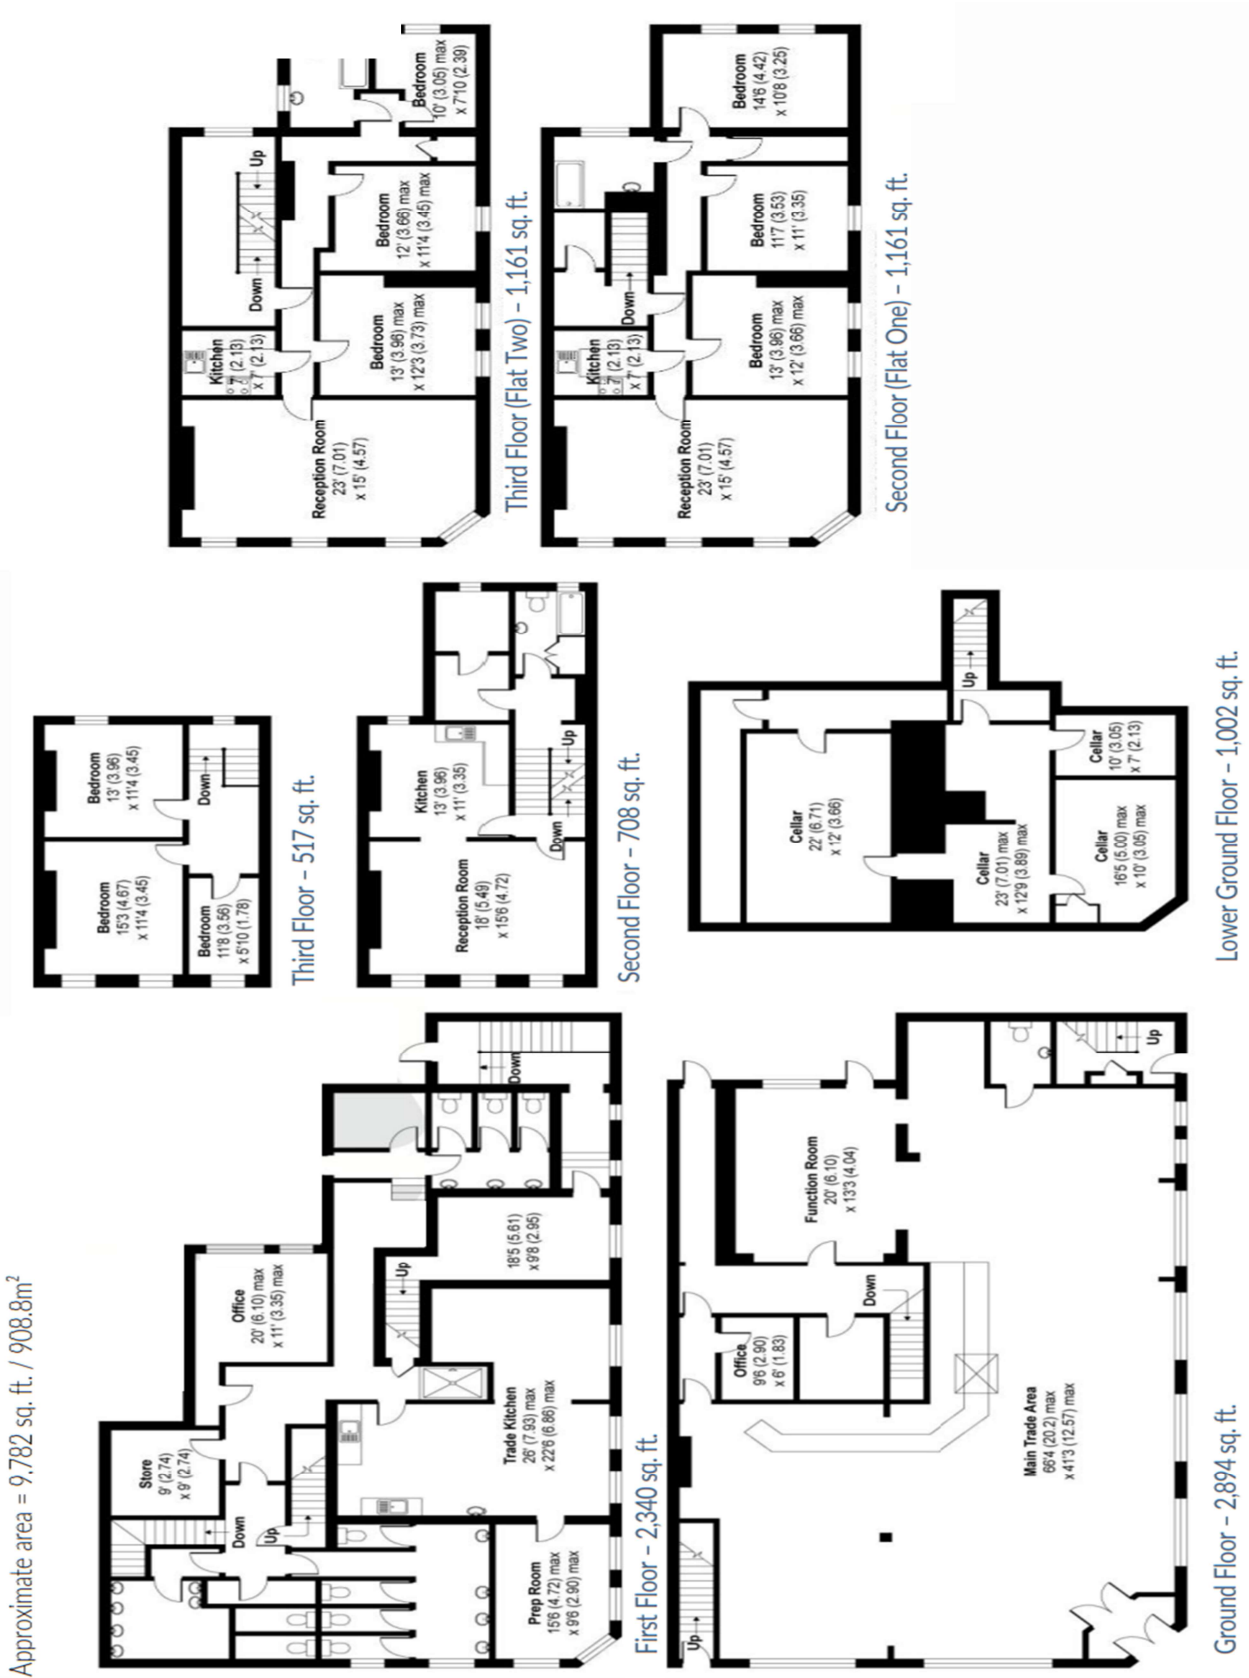 Approximate area = 9,782 sq. ft. / 908.8m²
Store
9' (2.74)
x 9' (2.74)
Office
20' (6.10) max
x 11' (3.35) max
Down
Up
Up
Down
18'5 (5.61)
x 9'8 (2.95)
Trade Kitchen
26' (7.93) max
x 22'6 (6.86) max
Prep Room
15'6 (4.72) max
x 9'6 (2.90) max
First Floor – 2,340 sq. ft.
Up
Office
9'6 (2.90)
x 6' (1.83)
Function Room
20' (6.10)
x 13'3 (4.04)
Down
Main Trade Area
66'4 (20.2) max
x 41'3 (12.57) max
Up
Ground Floor – 2,894 sq. ft.
Bedroom
15'3 (4.67)
x 11'4 (3.45)
Bedroom
13' (3.96)
x 11'4 (3.45)
Bedroom
11'8 (3.56)
x 5'10 (1.78)
Down
Third Floor – 517 sq. ft.
Kitchen
13' (3.96)
x 11' (3.35)
Reception Room
18' (5.49)
x 15'6 (4.72)
Down
Up
Second Floor – 708 sq. ft.
Cellar
22' (6.71)
x 12' (3.66)
Up
Cellar
23' (7.01) max
x 12'9 (3.89) max
Cellar
16'5 (5.00) max
x 10' (3.05) max
Cellar
10' (3.05)
x 7' (2.13)
Lower Ground Floor – 1,002 sq. ft.
Kitchen
7' (2.13)
x 7' (2.13)
Down
Up
Reception Room
23' (7.01)
x 15' (4.57)
Bedroom
13' (3.96) max
x 12'3 (3.73) max
Bedroom
12' (3.66) max
x 11'4 (3.45) max
Bedroom
10' (3.05) max
x 7'10 (2.39)
Third Floor (Flat Two) – 1,161 sq. ft.
Kitchen
7' (2.13)
x 7' (2.13)
Down
Reception Room
23' (7.01)
x 15' (4.57)
Bedroom
13' (3.96) max
x 12' (3.66) max
Bedroom
11'7 (3.53)
x 11' (3.35)
Bedroom
14'6 (4.42)
x 10'8 (3.25)
Second Floor (Flat One) – 1,161 sq. ft.